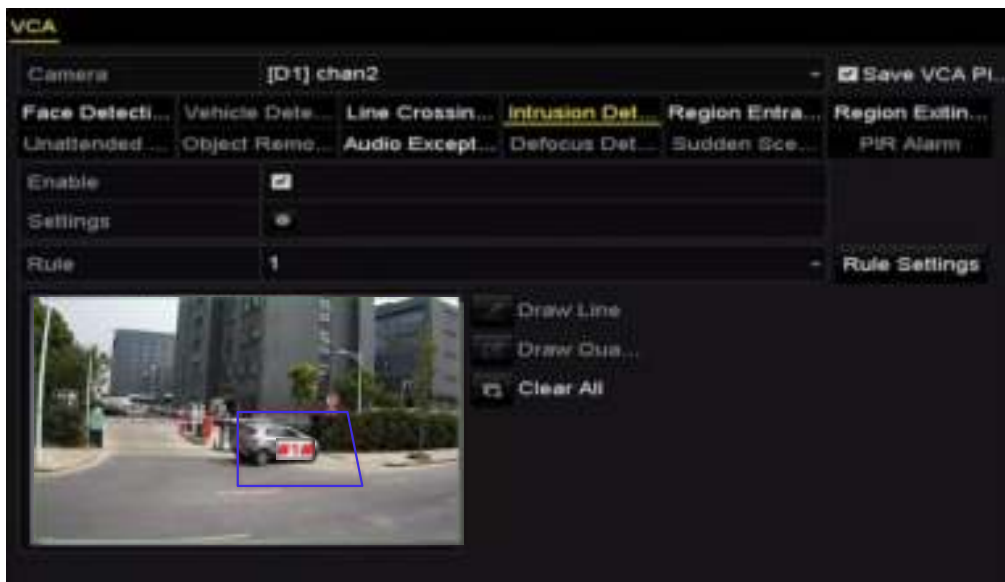 VCA
Camera [D1] chan2 Save VCA Pi...
Face Detecti... Vehicle Dete... Line Crossin... Intrusion Det... Region Entra... Region Exitin...
Unattended ... Object Remo... Audio Except... Defocus Det... Sudden Sce... PIR Alarm
Enable
Settings
Rule 1 Rule Settings
Draw Line
Draw Qua...
Clear All
#1#